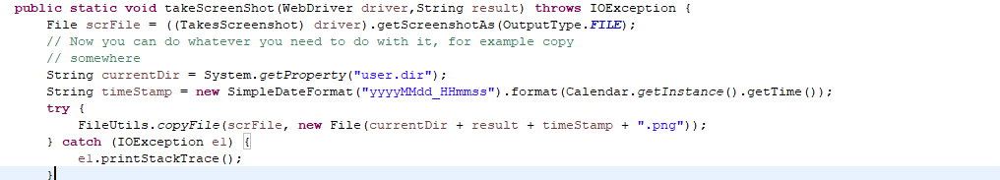 public static void takeScreenShot(WebDriver driver,String result) throws IOException {
File scrFile = ((TakesScreenshot) driver).getScreenshotAs(OutputType.FILE);
// Now you can do whatever you need to do with it, for example copy
// somewhere
String currentDir = System.getProperty("user.dir");
String timeStamp = new SimpleDateFormat("yyyyMMdd_HHmmss").format(Calendar.getInstance().getTime());
try {
FileUtils.copyFile(scrFile, new File(currentDir + result + timeStamp + ".png"));
} catch (IOException e1) {
e1.printStackTrace();
}